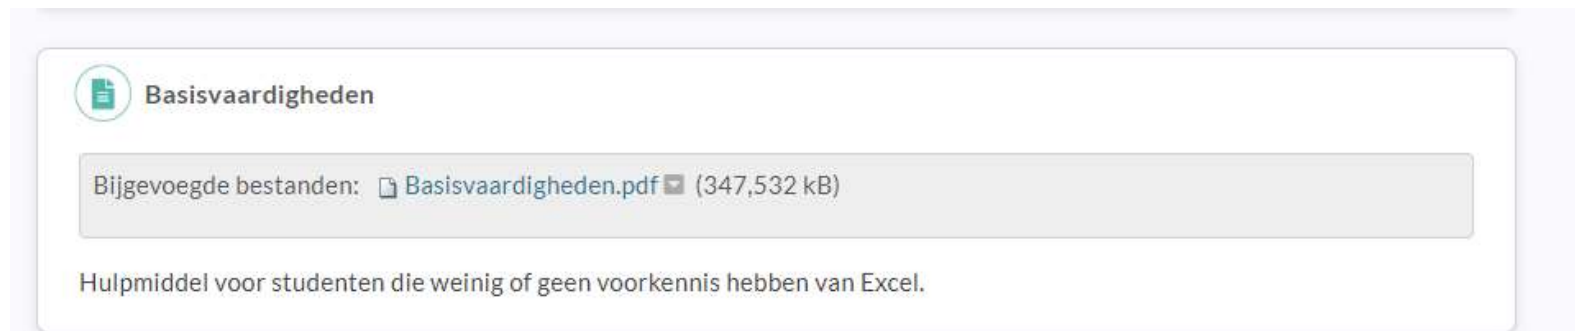 Basisvaardigheden
Bijgevoegde bestanden: Basisvaardigheden.pdf (347,532 kB)
Hulpmiddel voor studenten die weinig of geen voorkennis hebben van Excel.